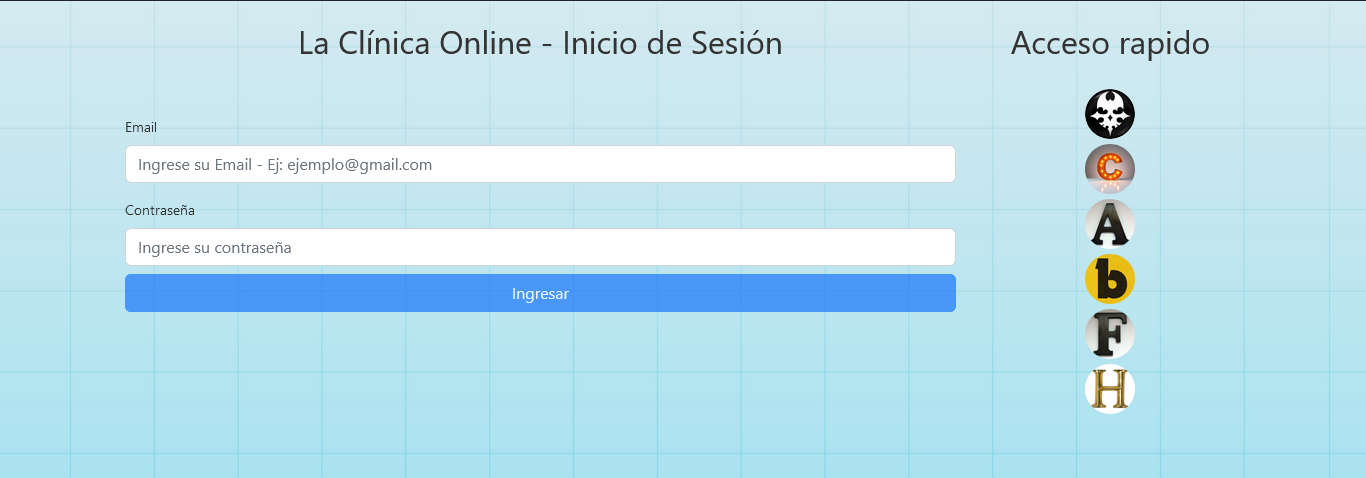 La Clínica Online - Inicio de Sesión
Email
Ingrese su Email - Ej: ejemplo@gmail.com
Contraseña
Ingrese su contraseña
Ingresar
Acceso rapido
C
A
b
F
H